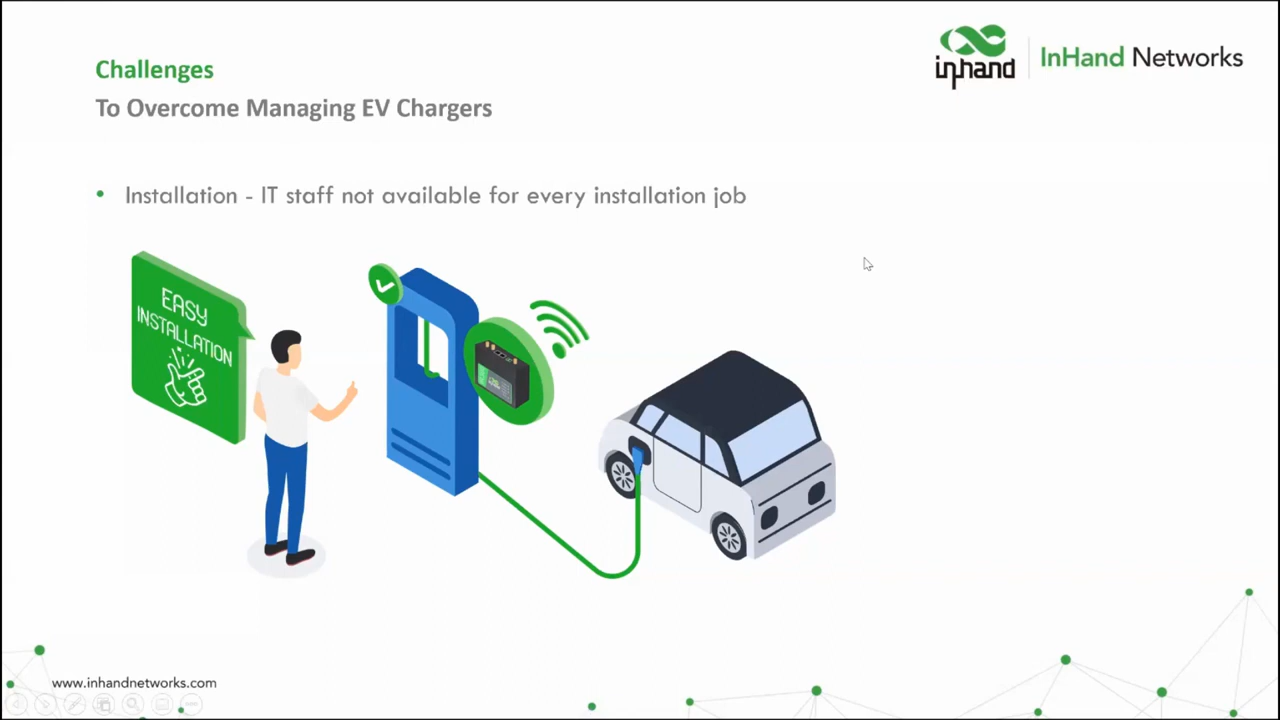 Challenges
To Overcome Managing EV Chargers
inhand
InHand Networks
• Installation - IT staff not available for every installation job
EASY
INSTALLATION
www.inhandnetworks.com